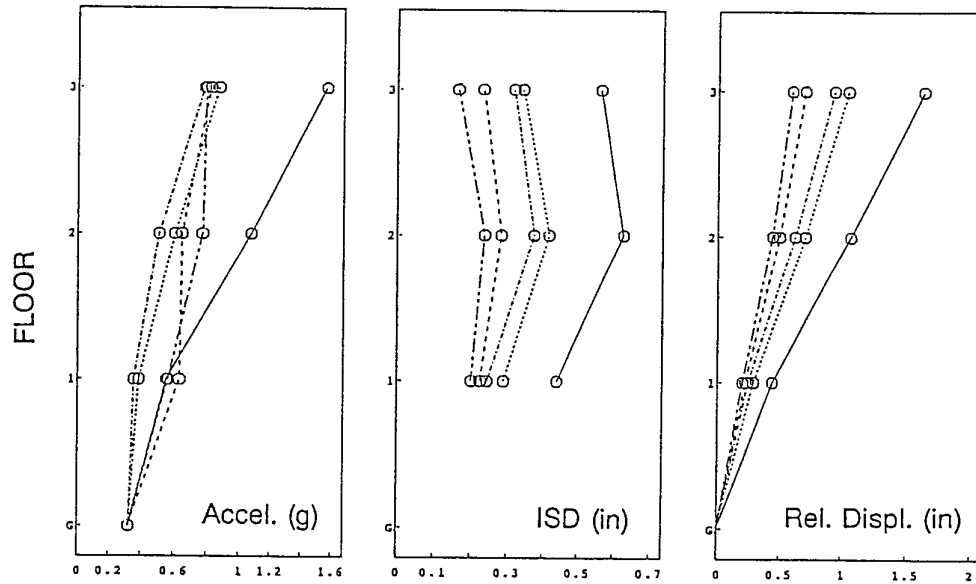 FLOOR
3
2
1
G
Accel. (g)
0 0.2 0.6 1 1.2 1.6
3
2
1
G
ISD (in)
0 0.1 0.3 0.5 0.7
3
2
1
G
Rel. Displ. (in)
0 0.5 1 1.5 2